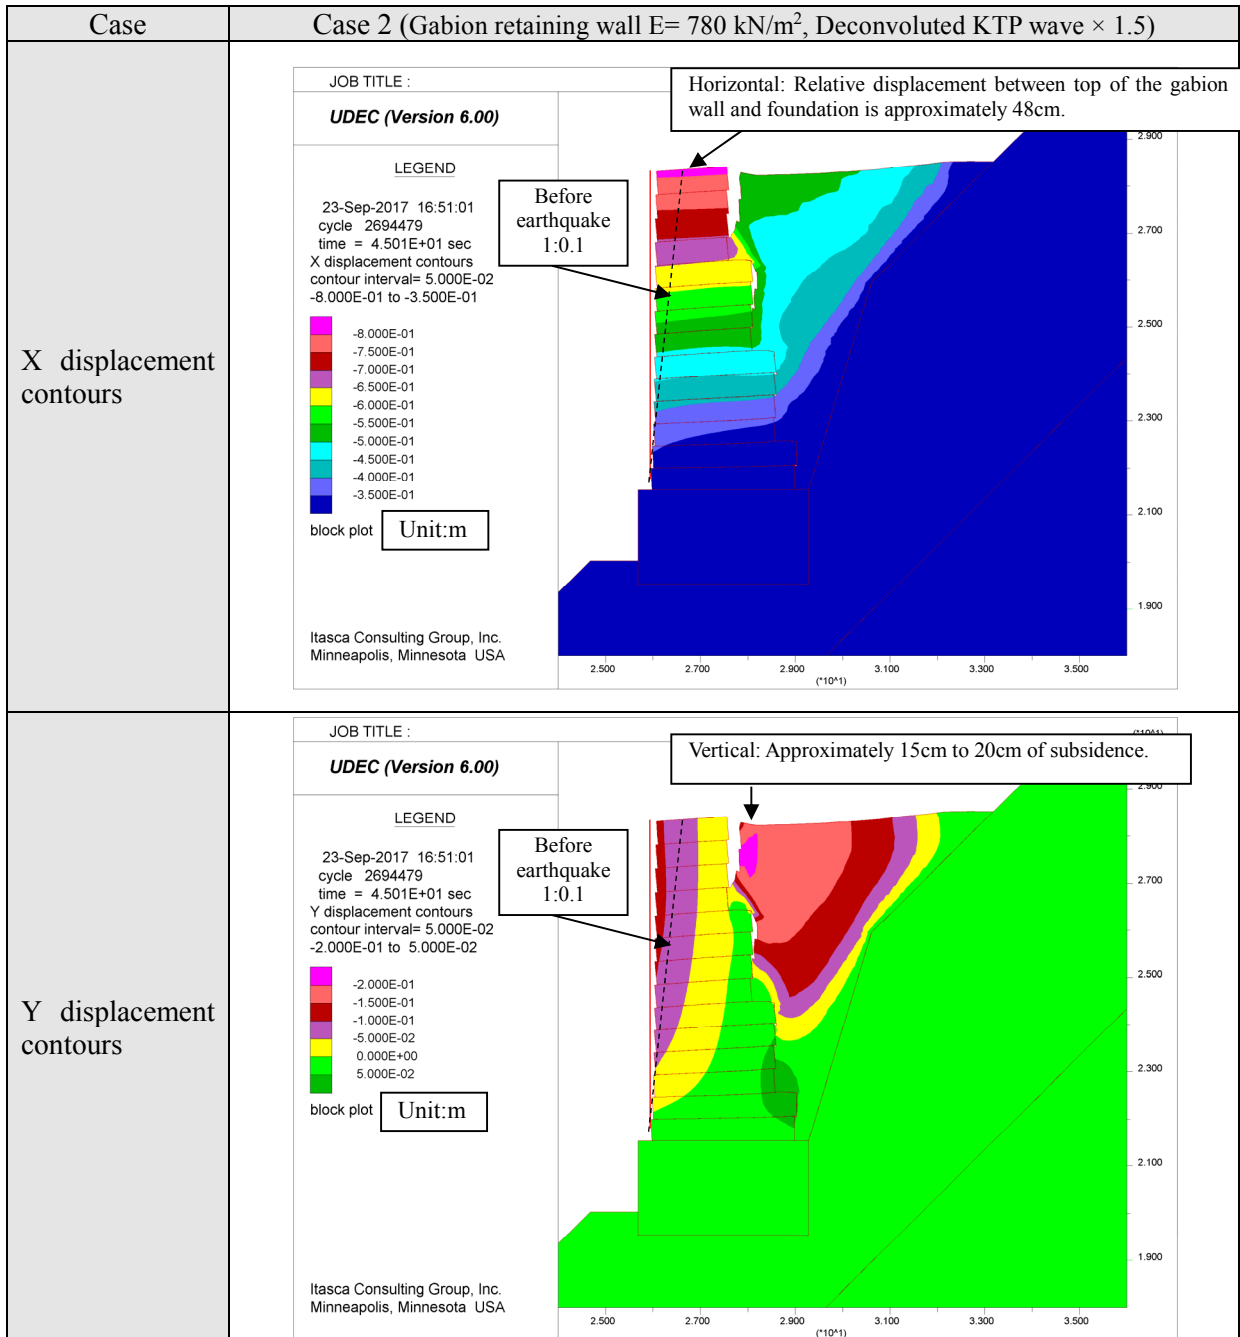 Case
Case 2 (Gabion retaining wall E= 780 kN/m², Deconvoluted KTP wave × 1.5)
X displacement
contours
JOB TITLE :
UDEC (Version 6.00)
LEGEND
23-Sep-2017 16:51:01
cycle 2694479
time = 4.501E+01 sec
X displacement contours
contour interval= 5.000E-02
-8.000E-01 to -3.500E-01
-8.000E-01
-7.500E-01
-7.000E-01
-6.500E-01
-6.000E-01
-5.500E-01
-5.000E-01
-4.500E-01
-4.000E-01
-3.500E-01
block plot
Unit:m
Itasca Consulting Group, Inc.
Minneapolis, Minnesota USA
Horizontal: Relative displacement between top of the gabion
wall and foundation is approximately 48cm.
Before
earthquake
1:0.1
2.900
2.700
2.500
2.300
2.100
1.900
2.500
2.700
2.900
3.100
3.300
3.500
(*10^1)
Y displacement
contours
JOB TITLE :
UDEC (Version 6.00)
LEGEND
23-Sep-2017 16:51:01
cycle 2694479
time = 4.501E+01 sec
Y displacement contours
contour interval= 5.000E-02
-2.000E-01 to 5.000E-02
-2.000E-01
-1.500E-01
-1.000E-01
-5.000E-02
0.000E+00
5.000E-02
block plot
Unit:m
Itasca Consulting Group, Inc.
Minneapolis, Minnesota USA
Vertical: Approximately 15cm to 20cm of subsidence.
Before
earthquake
1:0.1
2.900
2.700
2.500
2.300
2.100
1.900
2.500
2.700
2.900
3.100
3.300
3.500
(*10^1)